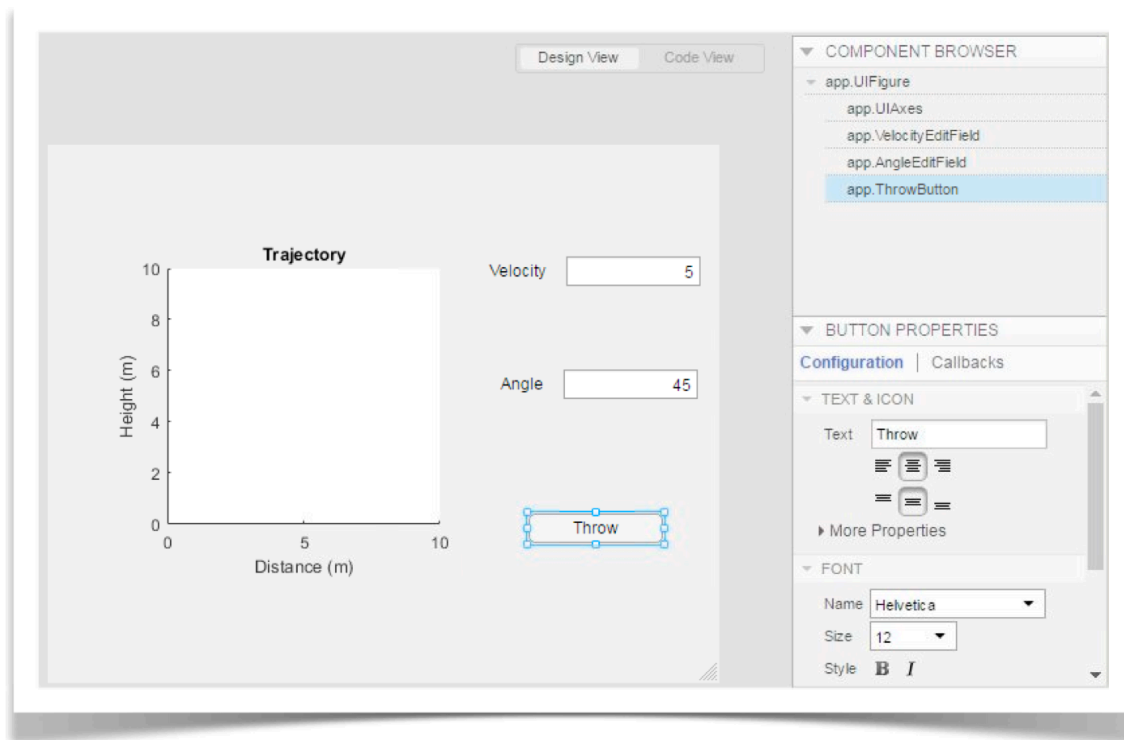 Design View
Code View
Trajectory
10
8
6
4
2
0
Height (m)
0 5 10
Distance (m)
Velocity 5
Angle 45
Throw
COMPONENT BROWSER
app.UIFigure
app.UIAxes
app.VelocityEditField
app.AngleEditField
app.ThrowButton
BUTTON PROPERTIES
Configuration | Callbacks
TEXT & ICON
Text Throw
More Properties
FONT
Name Helvetica
Size 12
Style B I